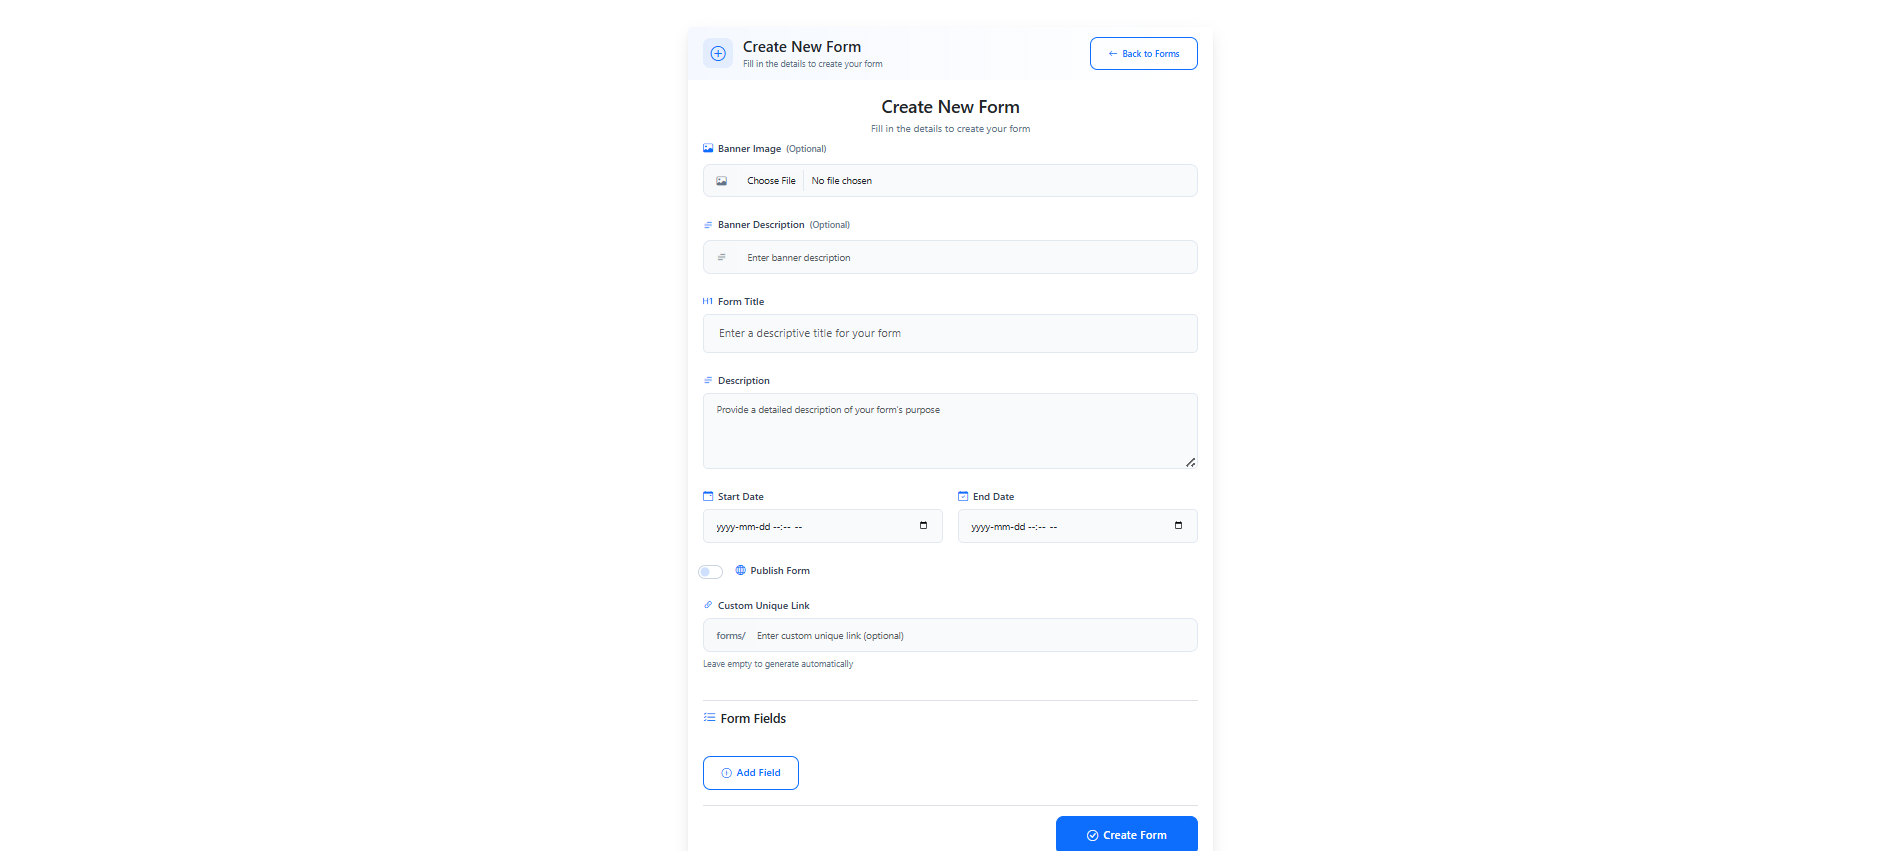 Create New Form
Fill in the details to create your form
← Back to Forms
Create New Form
Fill in the details to create your form
Banner Image (Optional)
Choose File No file chosen
Banner Description (Optional)
Enter banner description
H1 Form Title
Enter a descriptive title for your form
Description
Provide a detailed description of your form's purpose
Start Date End Date
yyyy-mm-dd --:-- -- yyyy-mm-dd --:-- --
Publish Form
Custom Unique Link
forms/ Enter custom unique link (optional)
Leave empty to generate automatically
Form Fields
Add Field
Create Form